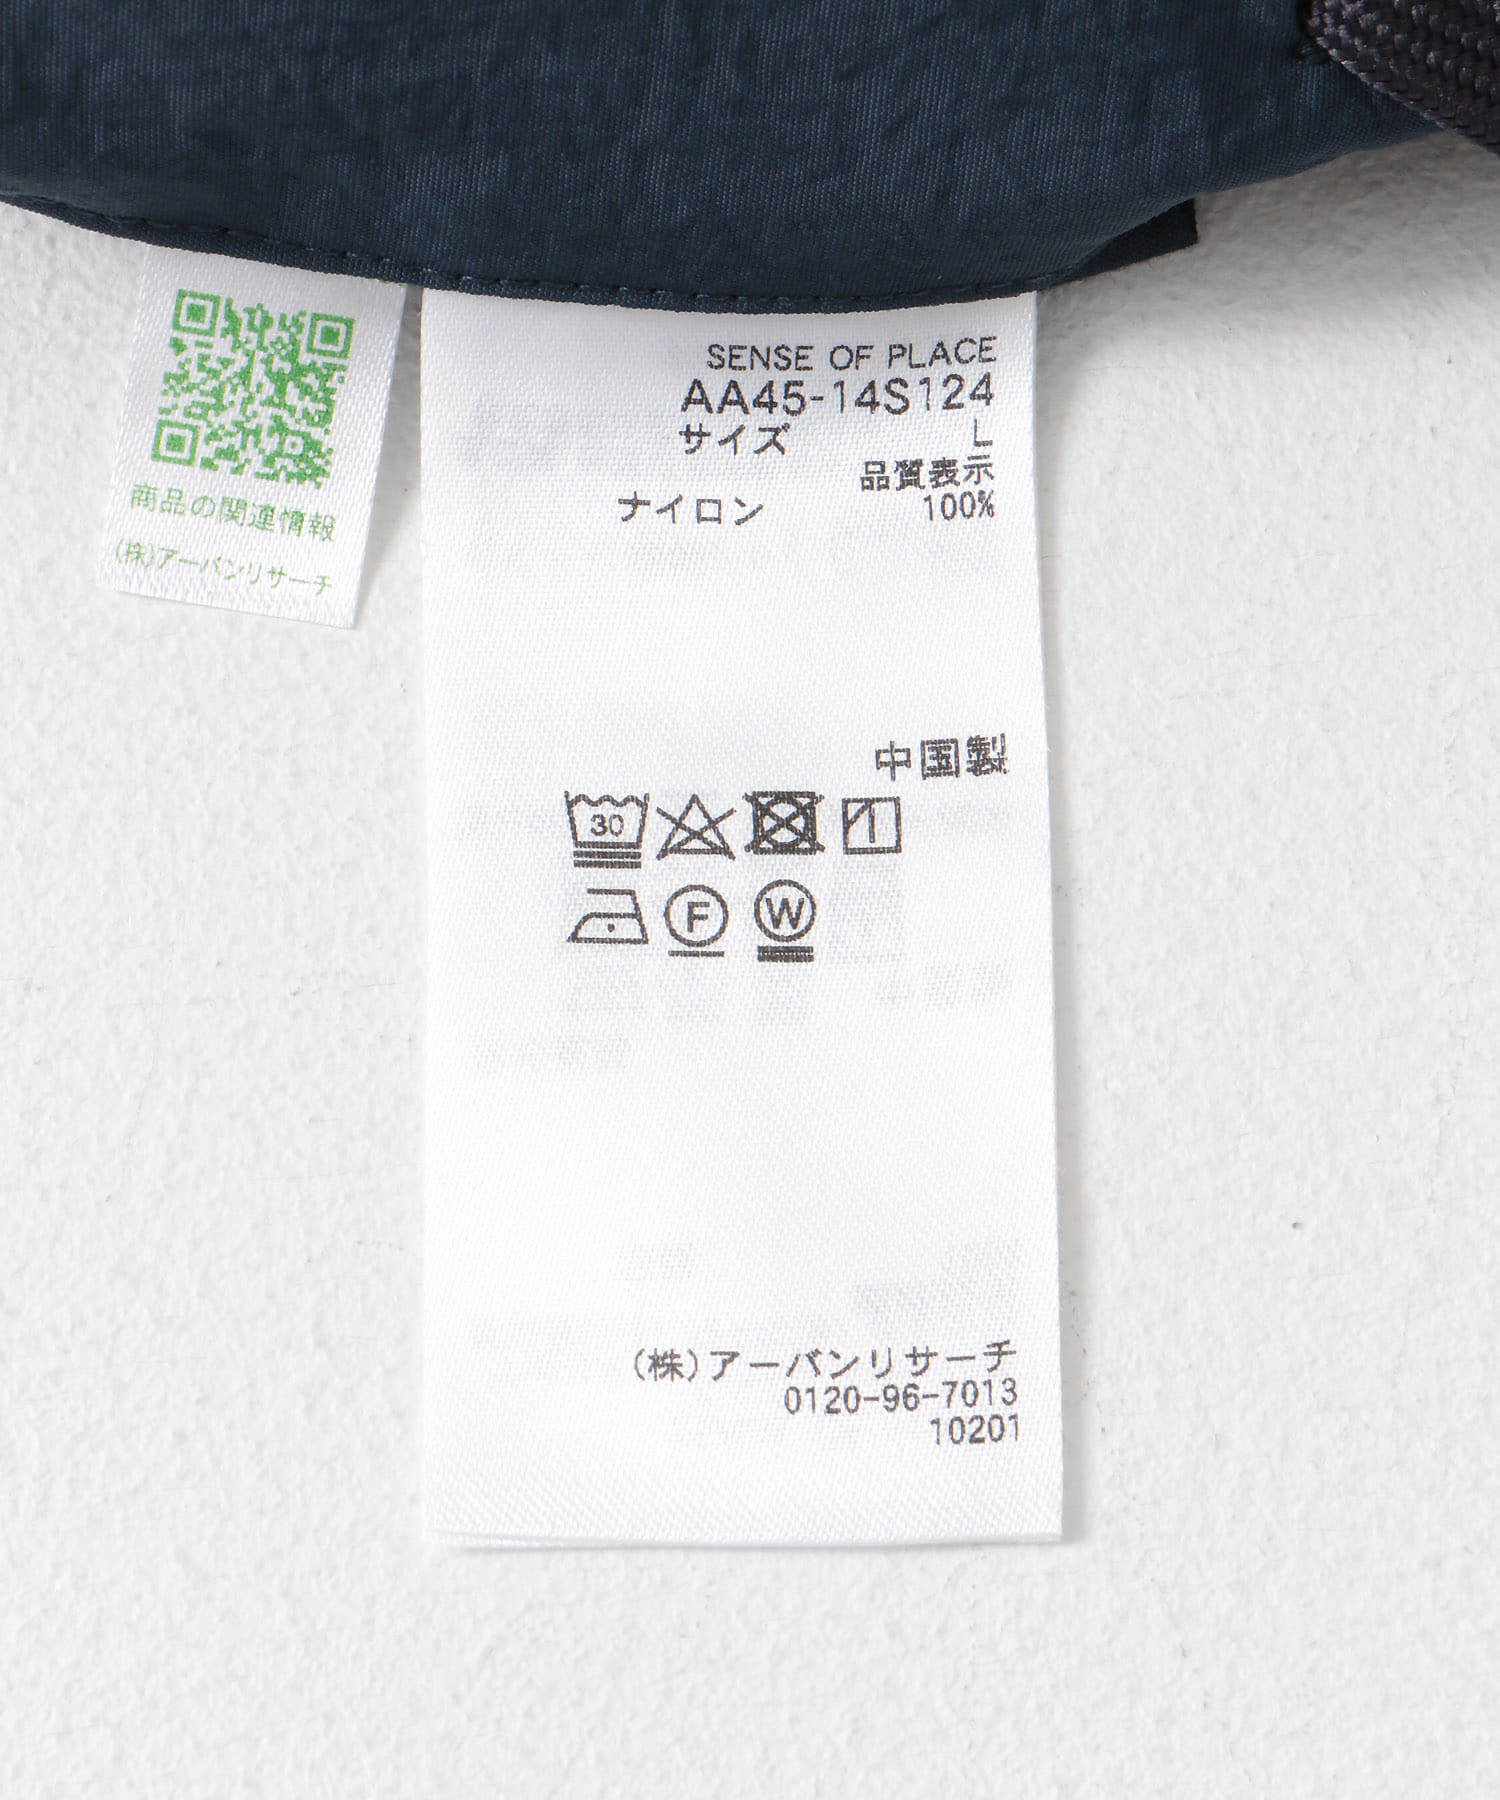 商品の関連情報
(株)アーバンリサーチ
SENSE OF PLACE
AA45-14S124
サイズ L
品質表示
ナイロン 100%
中国製
30
F W
(株)アーバンリサーチ
0120-96-7013
10201